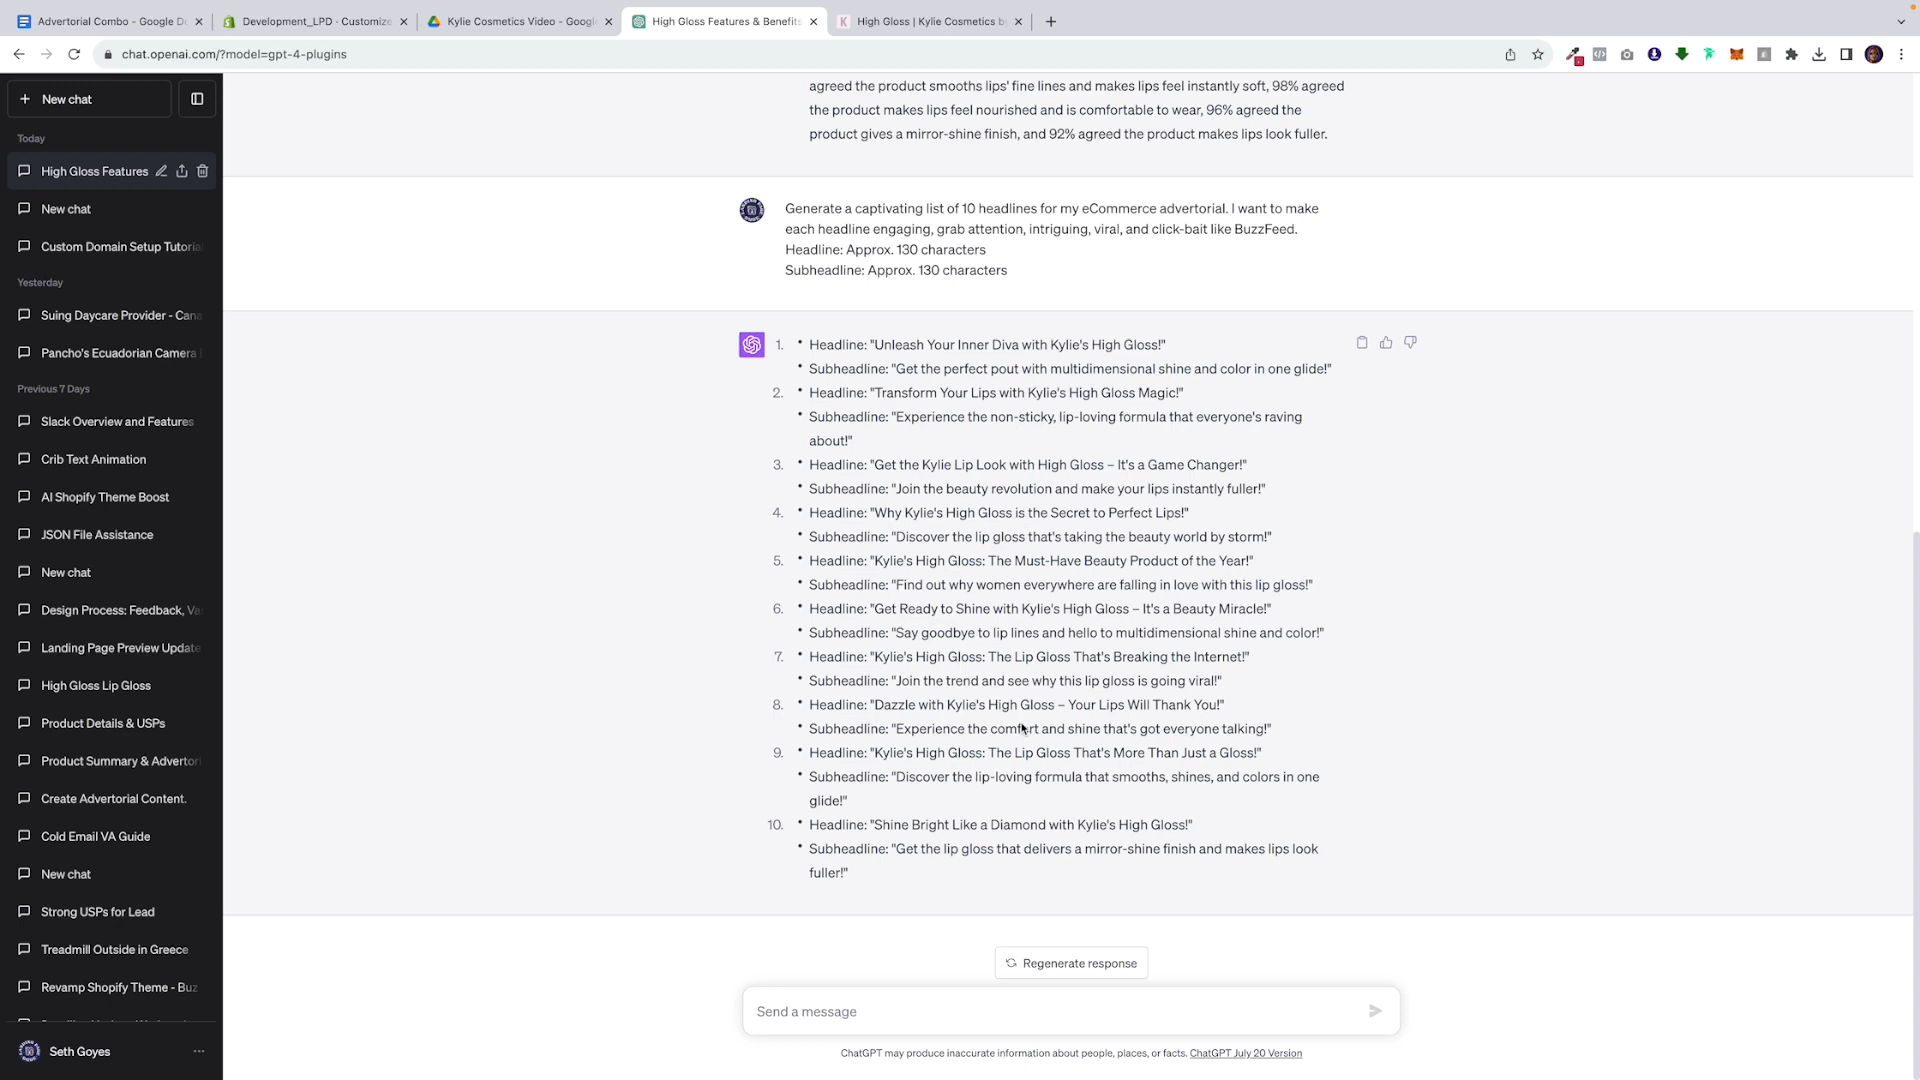 Advertorial Combo - Google Do
Development_LPD · Customize
Kylie Cosmetics Video - Google
High Gloss Features & Benefits
High Gloss | Kylie Cosmetics b
chat.openai.com/?model=gpt-4-plugins
New chat
Today
High Gloss Features
New chat
Custom Domain Setup Tutoria
Yesterday
Suing Daycare Provider - Cana
Pancho's Ecuadorian Camera
Previous 7 Days
Slack Overview and Features
Crib Text Animation
AI Shopify Theme Boost
JSON File Assistance
New chat
Design Process: Feedback, Va
Landing Page Preview Update
High Gloss Lip Gloss
Product Details & USPs
Product Summary & Advertori
Create Advertorial Content.
Cold Email VA Guide
New chat
Strong USPs for Lead
Treadmill Outside in Greece
Revamp Shopify Theme - Buz
Seth Goyes
agreed the product smooths lips' fine lines and makes lips feel instantly soft, 98% agreed
the product makes lips feel nourished and is comfortable to wear, 96% agreed the
product gives a mirror-shine finish, and 92% agreed the product makes lips look fuller.
Generate a captivating list of 10 headlines for my eCommerce advertorial. I want to make
each headline engaging, grab attention, intriguing, viral, and click-bait like BuzzFeed.
Headline: Approx. 130 characters
Subheadline: Approx. 130 characters
1. • Headline: "Unleash Your Inner Diva with Kylie's High Gloss!"
• Subheadline: "Get the perfect pout with multidimensional shine and color in one glide!"
2. • Headline: "Transform Your Lips with Kylie's High Gloss Magic!"
• Subheadline: "Experience the non-sticky, lip-loving formula that everyone's raving
about!"
3. • Headline: "Get the Kylie Lip Look with High Gloss – It's a Game Changer!"
• Subheadline: "Join the beauty revolution and make your lips instantly fuller!"
4. • Headline: "Why Kylie's High Gloss is the Secret to Perfect Lips!"
• Subheadline: "Discover the lip gloss that's taking the beauty world by storm!"
5. • Headline: "Kylie's High Gloss: The Must-Have Beauty Product of the Year!"
• Subheadline: "Find out why women everywhere are falling in love with this lip gloss!"
6. • Headline: "Get Ready to Shine with Kylie's High Gloss – It's a Beauty Miracle!"
• Subheadline: "Say goodbye to lip lines and hello to multidimensional shine and color!"
7. • Headline: "Kylie's High Gloss: The Lip Gloss That's Breaking the Internet!"
• Subheadline: "Join the trend and see why this lip gloss is going viral!"
8. • Headline: "Dazzle with Kylie's High Gloss – Your Lips Will Thank You!"
• Subheadline: "Experience the comfort and shine that's got everyone talking!"
9. • Headline: "Kylie's High Gloss: The Lip Gloss That's More Than Just a Gloss!"
• Subheadline: "Discover the lip-loving formula that smooths, shines, and colors in one
glide!"
10. • Headline: "Shine Bright Like a Diamond with Kylie's High Gloss!"
• Subheadline: "Get the lip gloss that delivers a mirror-shine finish and makes lips look
fuller!"
Regenerate response
Send a message
ChatGPT may produce inaccurate information about people, places, or facts. ChatGPT July 20 Version